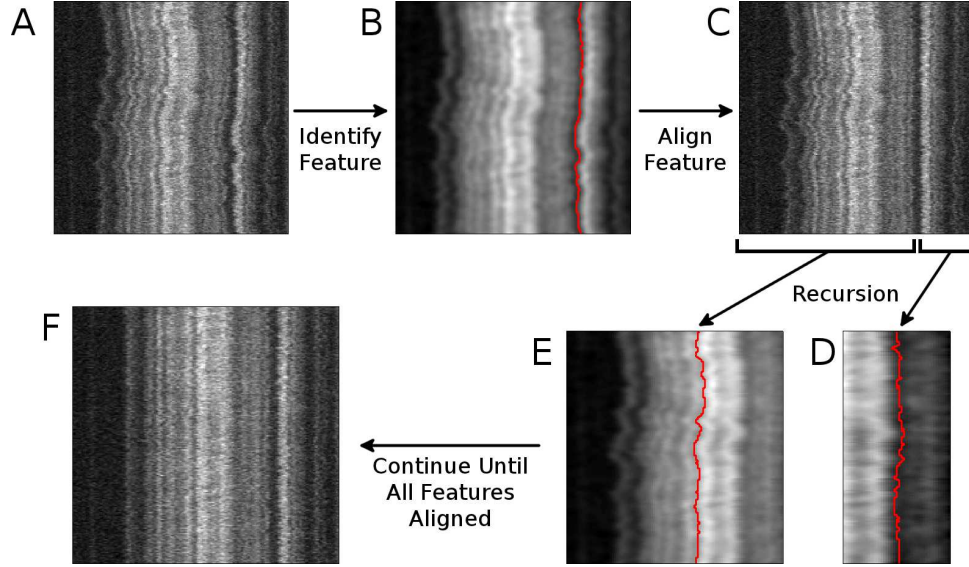 A
B
C
Identify
Feature
Align
Feature
Recursion
F
E
D
Continue Until
All Features
Aligned